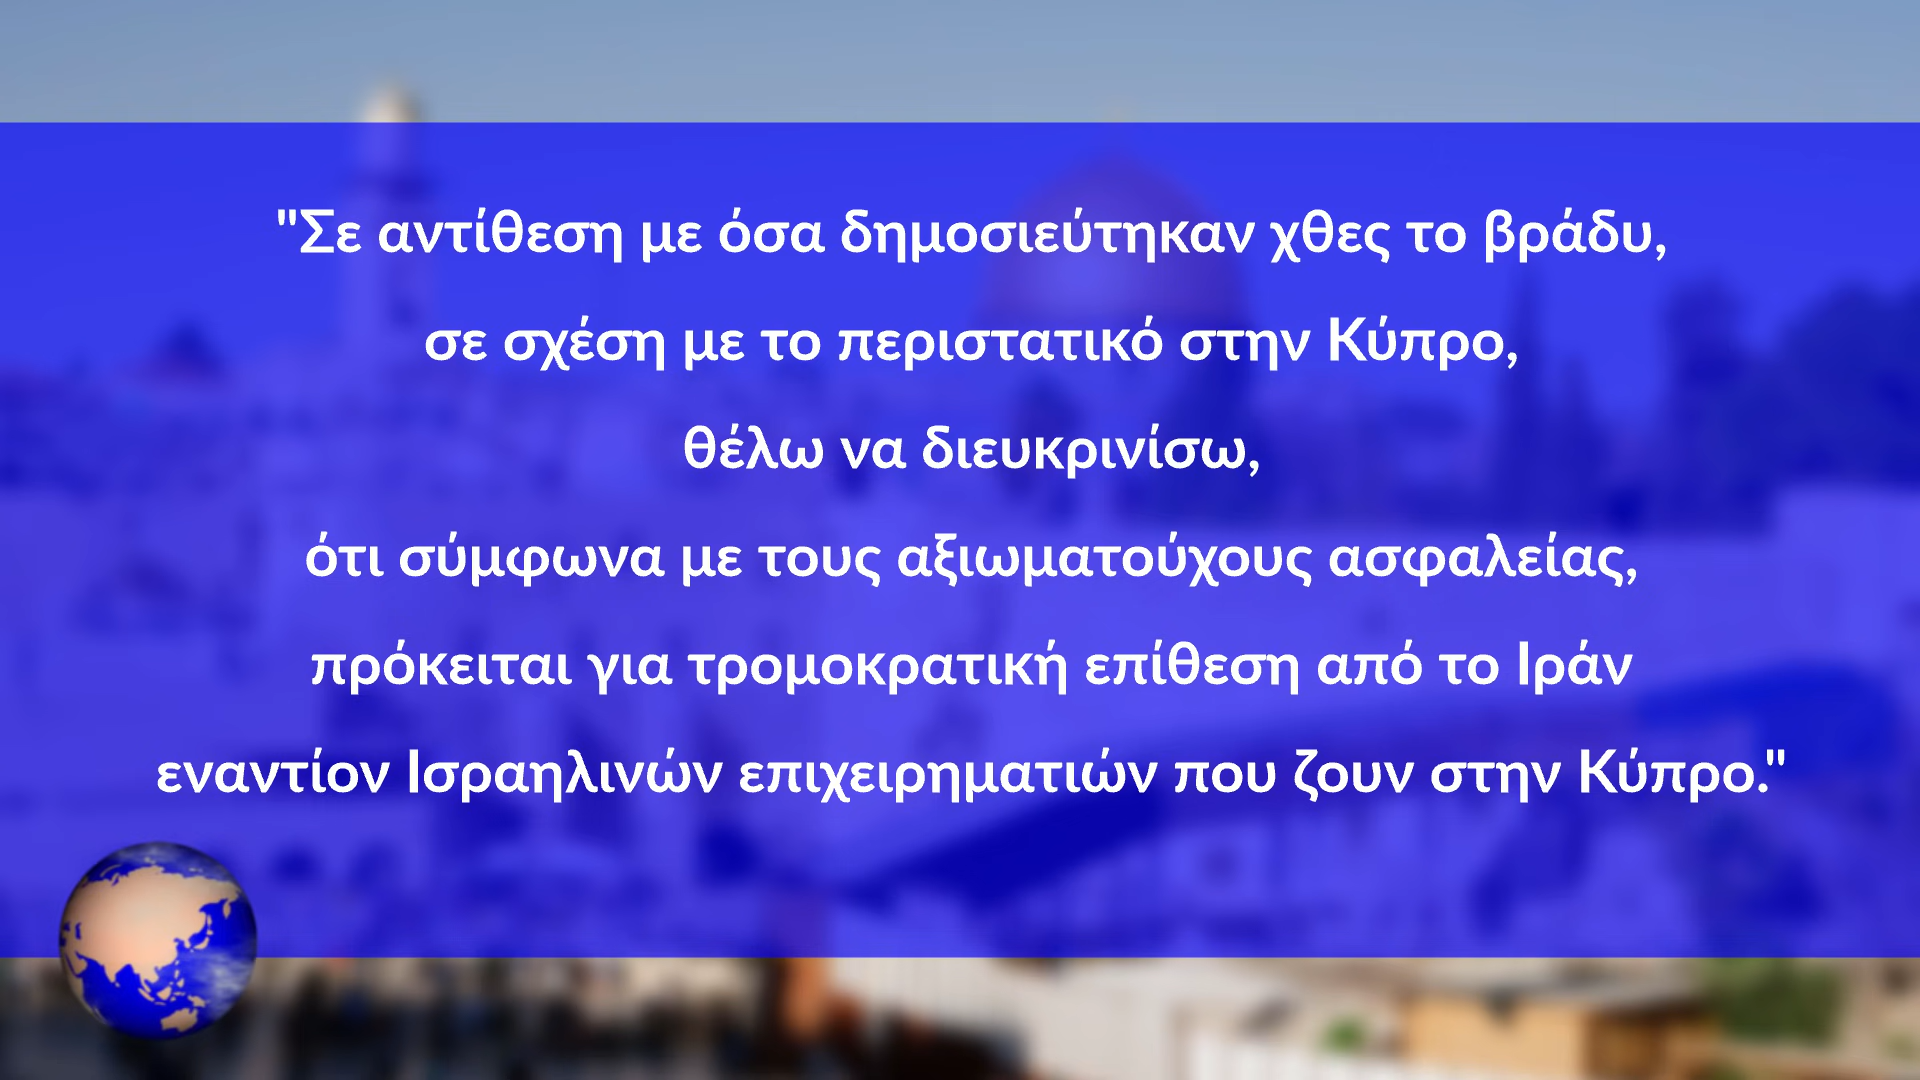 "Σε αντίθεση με όσα δημοσιεύτηκαν χθες το βράδυ,
σε σχέση με το περιστατικό στην Κύπρο,
θέλω να διευκρινίσω,
ότι σύμφωνα με τους αξιωματούχους ασφαλείας,
πρόκειται για τρομοκρατική επίθεση από το Ιράν
εναντίον Ισραηλινών επιχειρηματιών που ζουν στην Κύπρο."